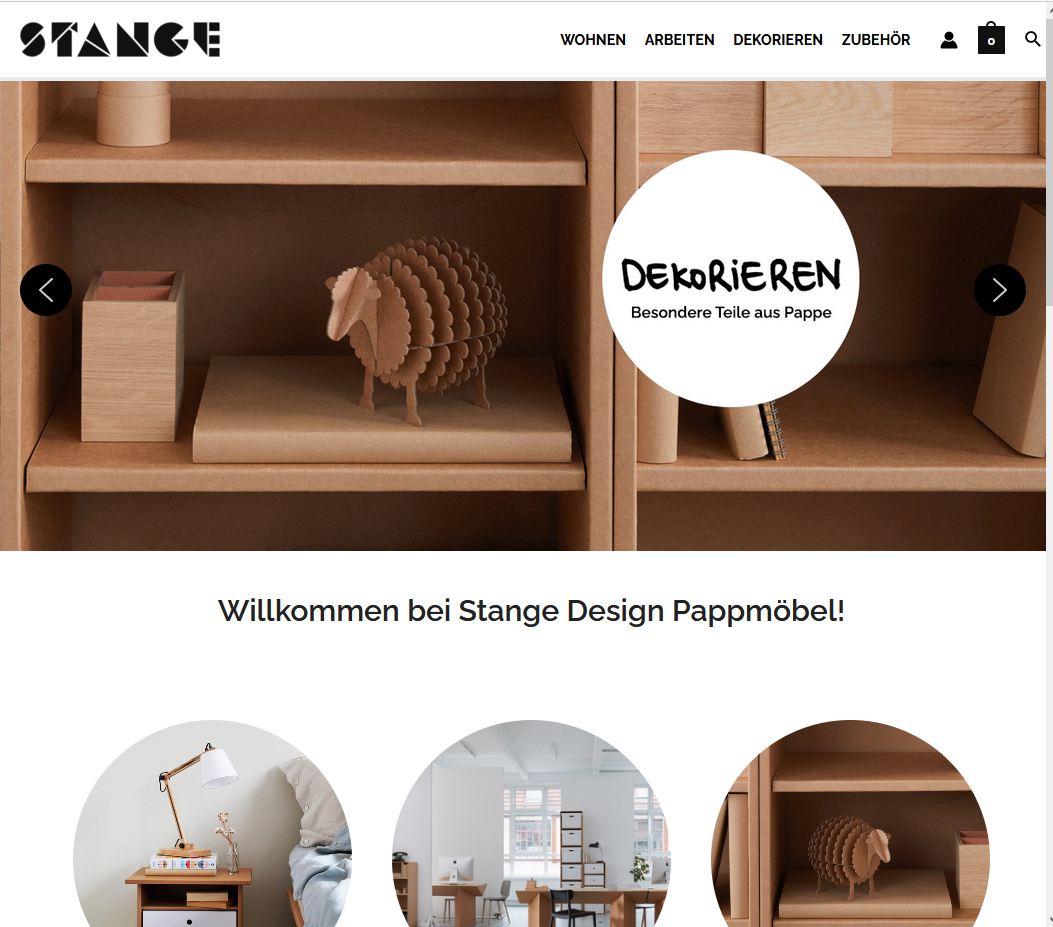 STANGE
WOHNEN ARBEITEN DEKORIEREN ZUBEHÖR
0
DEKORIEREN
Besondere Teile aus Pappe
Willkommen bei Stange Design Pappmöbel!